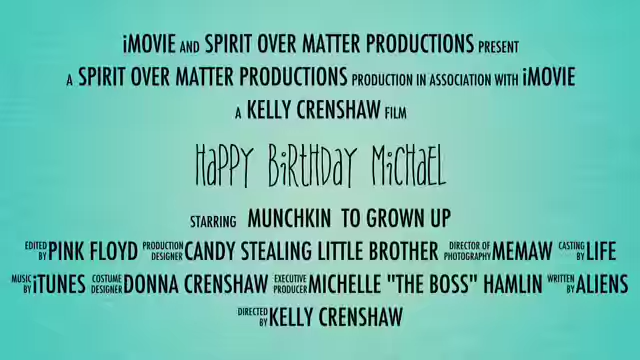 iMOVIE AND SPIRIT OVER MATTER PRODUCTIONS PRESENT
A SPIRIT OVER MATTER PRODUCTIONS PRODUCTION IN ASSOCIATION WITH iMOVIE
A KELLY CRENSHAW FILM
HaPPY BiRtHDaY MiCHaEL
STARRING MUNCHKIN TO GROWN UP
EDITED BY PINK FLOYD PRODUCTION DESIGNER CANDY STEALING LITTLE BROTHER DIRECTOR OF PHOTOGRAPHY MEMAW CASTING BY LIFE
MUSIC BY iTUNES COSTUME DESIGNER DONNA CRENSHAW EXECUTIVE PRODUCER MICHELLE "THE BOSS" HAMLIN WRITTEN BY ALIENS
DIRECTED BY KELLY CRENSHAW